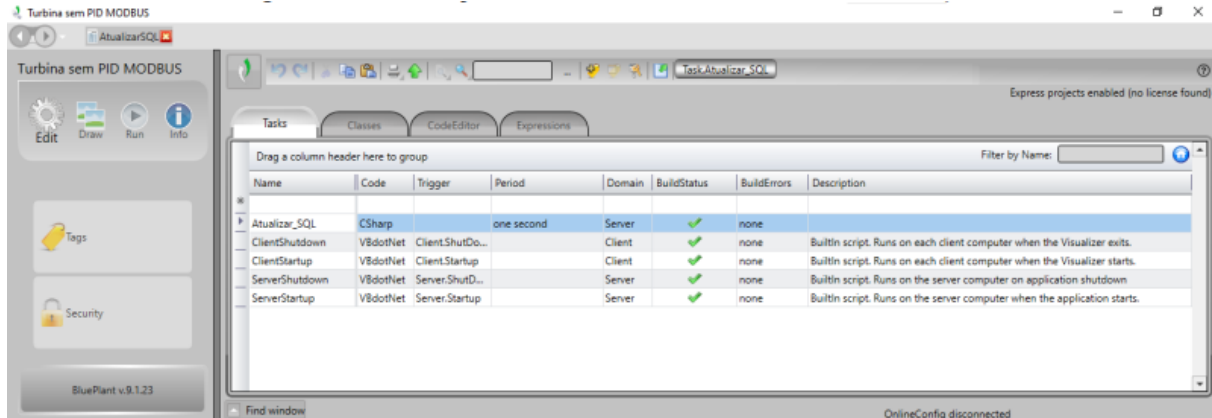 Turbina sem PID MODBUS
AtualizarSQL
Turbina sem PID MODBUS
Task.Atualizar_SQL
Express projects enabled (no license found)
Edit Draw Run Info
Tasks Classes CodeEditor Expressions
Drag a column header here to group Filter by Name:
Name Code Trigger Period Domain BuildStatus BuildErrors Description
Atualizar_SQL CSharp one second Server none
ClientShutdown VBdotNet Client.ShutDo... Client none BuiltIn script. Runs on each client computer when the Visualizer exits.
ClientStartup VBdotNet Client.Startup Client none BuiltIn script. Runs on each client computer when the Visualizer starts.
ServerShutdown VBdotNet Server.ShutD... Server none BuiltIn script. Runs on the server computer on application shutdown
ServerStartup VBdotNet Server.Startup Server none BuiltIn script. Runs on the server computer when the application starts.
Tags
Security
BluePlant v.9.1.23
Find window OnlineConfig disconnected